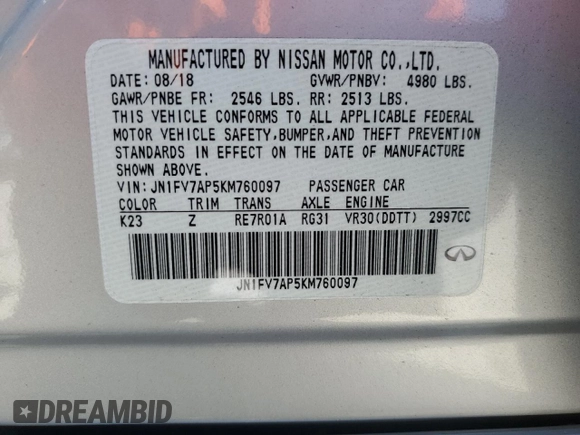 MANUFACTURED BY NISSAN MOTOR CO.,LTD.
DATE: 08/18 GVWR/PNBV: 4980 LBS.
GAWR/PNBE FR: 2546 LBS. RR: 2513 LBS.
THIS VEHICLE CONFORMS TO ALL APPLICABLE FEDERAL
MOTOR VEHICLE SAFETY,BUMPER,AND THEFT PREVENTION
STANDARDS IN EFFECT ON THE DATE OF MANUFACTURE
SHOWN ABOVE.
VIN: JN1FV7AP5KM760097 PASSENGER CAR
COLOR TRIM TRANS AXLE ENGINE
K23 Z RE7R01A RG31 VR30(DDTT) 2997CC
JN1FV7AP5KM760097
DREAMBID